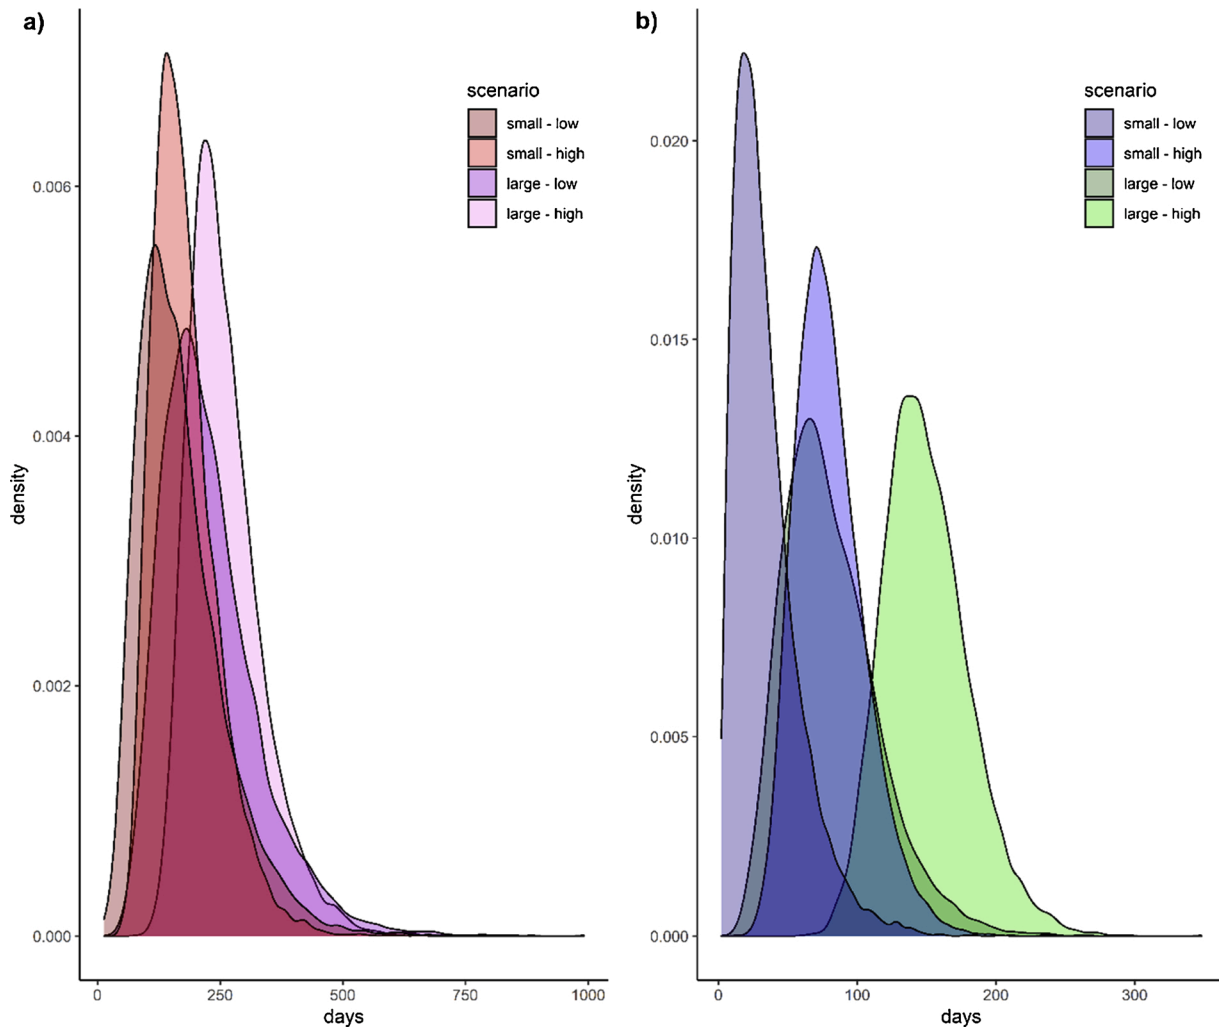 a)
scenario
small - low
small - high
large - low
large - high
0.006
0.004
0.002
0.000
density
0
250
500
750
1000
days
b)
scenario
small - low
small - high
large - low
large - high
0.020
0.015
0.010
0.005
0.000
density
0
100
200
300
days